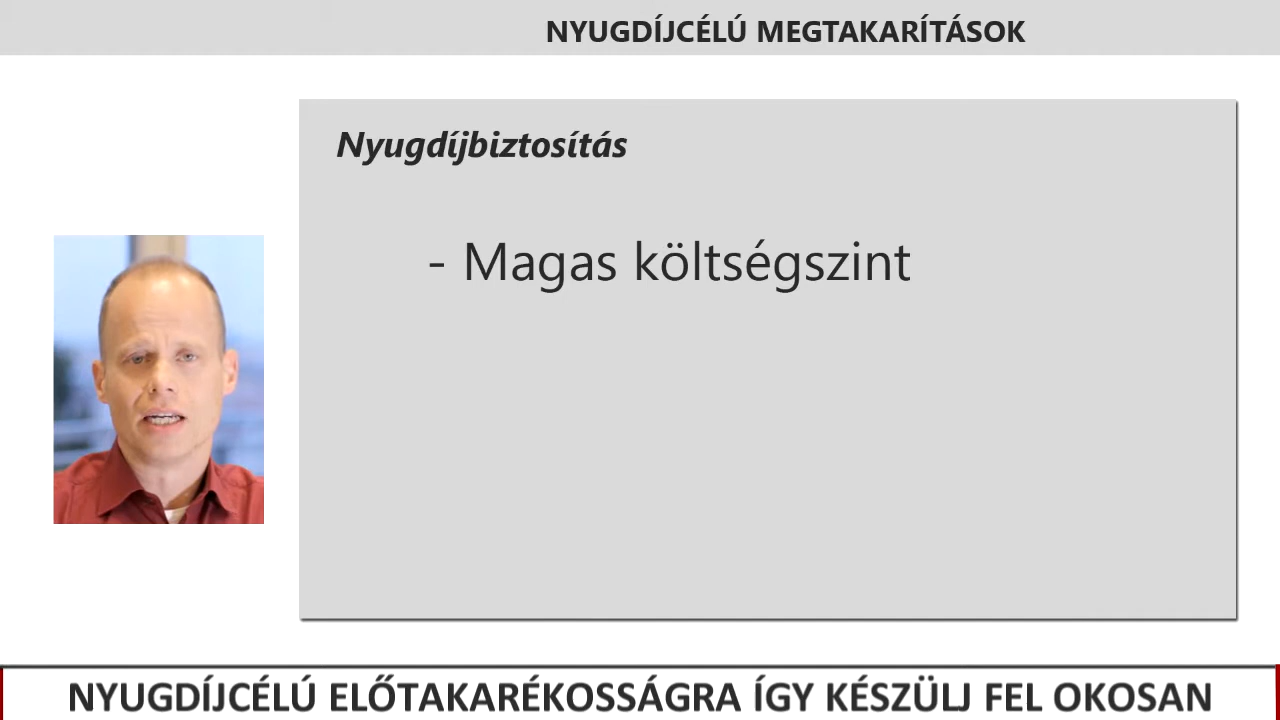 NYUGDÍJCÉLÚ MEGTAKARÍTÁSOK
Nyugdíjbiztosítás
- Magas költségszint
NYUGDÍJCÉLÚ ELŐTAKARÉKOSSÁGRA ÍGY KÉSZÜLJ FEL OKOSAN